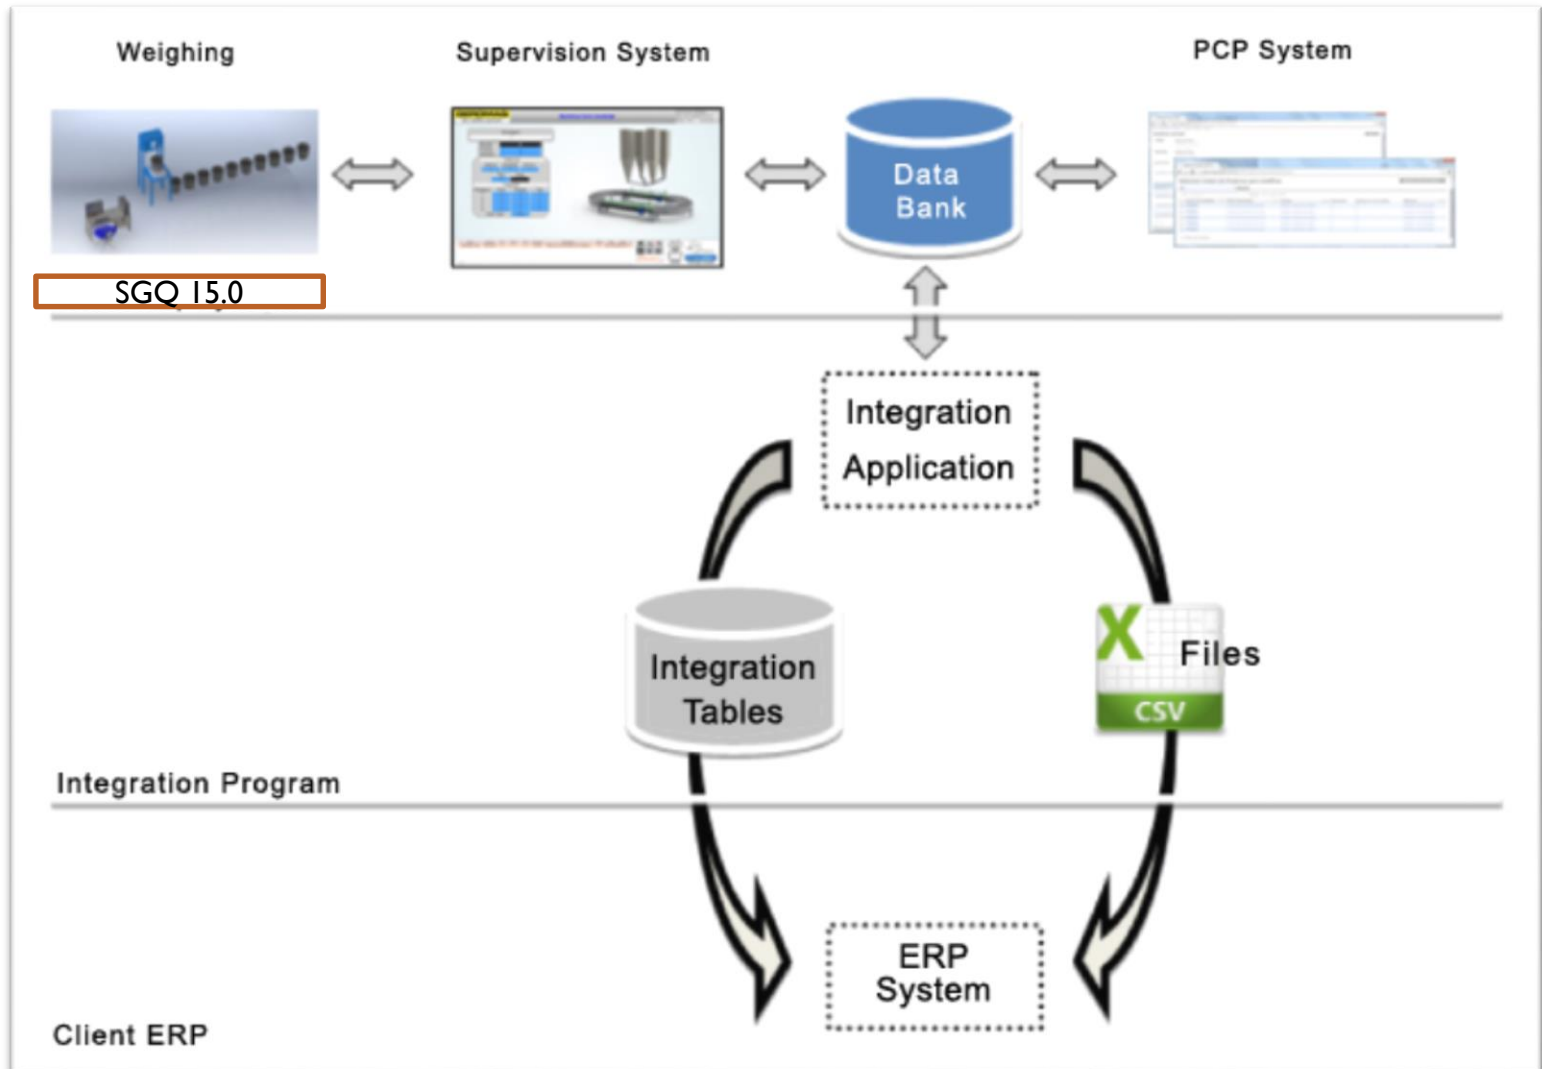 Weighing
Supervision System
PCP System
Data
Bank
SGQ 15.0
Integration
Application
Integration
Tables
X
Files
CSV
Integration Program
ERP
System
Client ERP